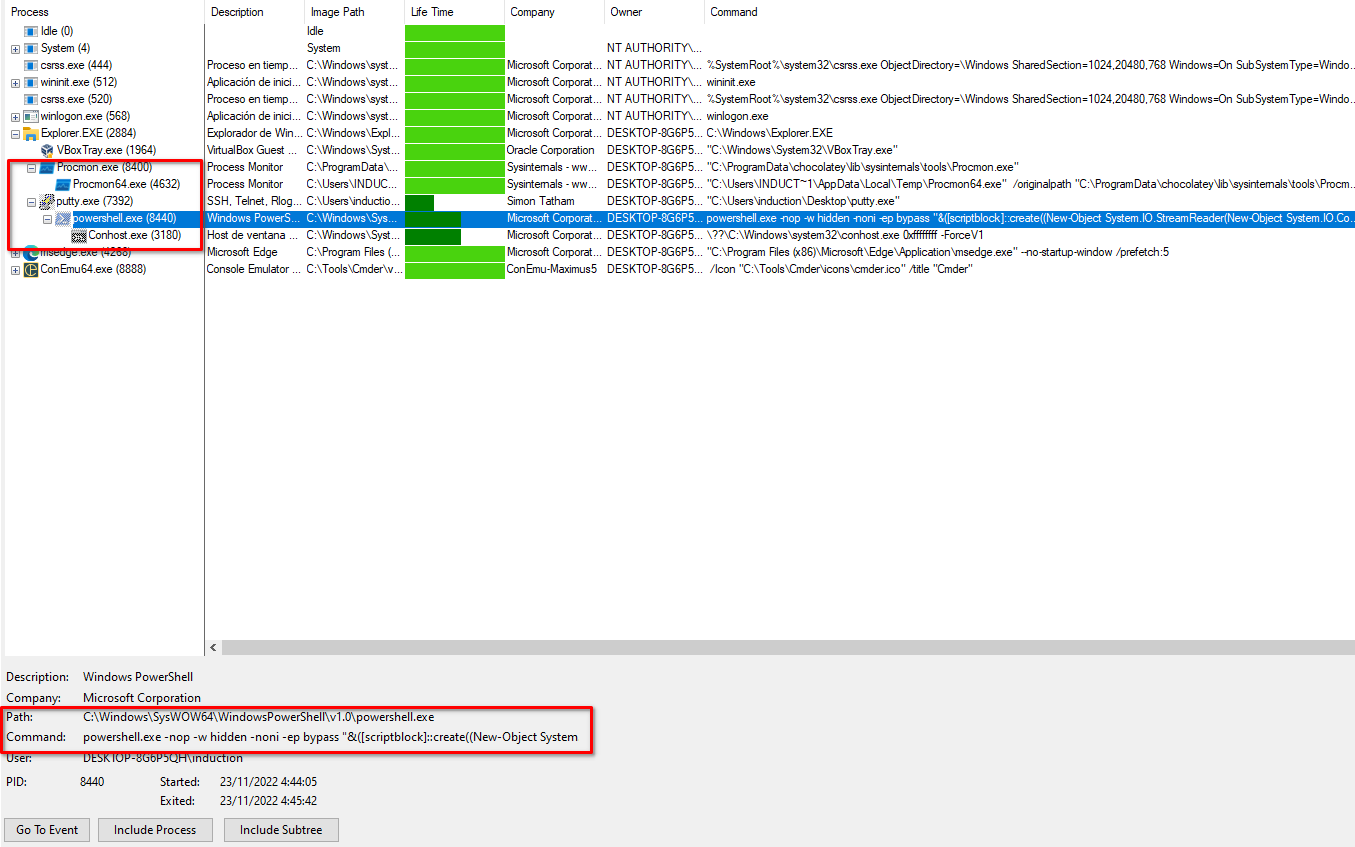 Process Description Image Path Life Time Company Owner Command
Idle (0) Idle
System (4) System NT AUTHORITY\...
csrss.exe (444) Proceso en tiemp... C:\Windows\syst... Microsoft Corporat... NT AUTHORITY\... %SystemRoot%\system32\csrss.exe ObjectDirectory=\Windows SharedSection=1024,20480,768 Windows=On SubSystemType=Windo...
wininit.exe (512) Aplicación de inici... C:\Windows\syst... Microsoft Corporat... NT AUTHORITY\... wininit.exe
csrss.exe (520) Proceso en tiemp... C:\Windows\syst... Microsoft Corporat... NT AUTHORITY\... %SystemRoot%\system32\csrss.exe ObjectDirectory=\Windows SharedSection=1024,20480,768 Windows=On SubSystemType=Windo...
winlogon.exe (568) Aplicación de inici... C:\Windows\syst... Microsoft Corporat... NT AUTHORITY\... winlogon.exe
Explorer.EXE (2884) Explorador de Win... C:\Windows\Expl... Microsoft Corporat... DESKTOP-8G6P5... C:\Windows\Explorer.EXE
VBoxTray.exe (1964) VirtualBox Guest ... C:\Windows\Syst... Oracle Corporation DESKTOP-8G6P5... "C:\Windows\System32\VBoxTray.exe"
Procmon.exe (8400) Process Monitor C:\ProgramData\... Sysinternals - ww... DESKTOP-8G6P5... "C:\ProgramData\chocolatey\lib\sysinternals\tools\Procmon.exe"
Procmon64.exe (4632) Process Monitor C:\Users\INDUC... Sysinternals - ww... DESKTOP-8G6P5... "C:\Users\INDUCT~1\AppData\Local\Temp\Procmon64.exe" /originalpath "C:\ProgramData\chocolatey\lib\sysinternals\tools\Procm...
putty.exe (7392) SSH, Telnet, Rlog... C:\Users\inductio... Simon Tatham DESKTOP-8G6P5... "C:\Users\induction\Desktop\putty.exe"
powershell.exe (8440) Windows PowerS... C:\Windows\Sys... Microsoft Corporat... DESKTOP-8G6P5... powershell.exe -nop -w hidden -noni -ep bypass "&([scriptblock]::create((New-Object System.IO.StreamReader(New-Object System.IO.Co...
Conhost.exe (3180) Host de ventana ... C:\Windows\Syst... Microsoft Corporat... DESKTOP-8G6P5... \??\C:\Windows\system32\conhost.exe 0xffffffff -ForceV1
msedge.exe (4268) Microsoft Edge C:\Program Files (... Microsoft Corporat... DESKTOP-8G6P5... "C:\Program Files (x86)\Microsoft\Edge\Application\msedge.exe" --no-startup-window /prefetch:5
ConEmu64.exe (8888) Console Emulator ... C:\Tools\Cmder\v... ConEmu-Maximus5 DESKTOP-8G6P5... /Icon "C:\Tools\Cmder\icons\cmder.ico" /title "Cmder"
Description: Windows PowerShell
Company: Microsoft Corporation
Path: C:\Windows\SysWOW64\WindowsPowerShell\v1.0\powershell.exe
Command: powershell.exe -nop -w hidden -noni -ep bypass "&([scriptblock]::create((New-Object System
User: DESKTOP-8G6P5QH\induction
PID: 8440 Started: 23/11/2022 4:44:05
Exited: 23/11/2022 4:45:42
Go To Event Include Process Include Subtree